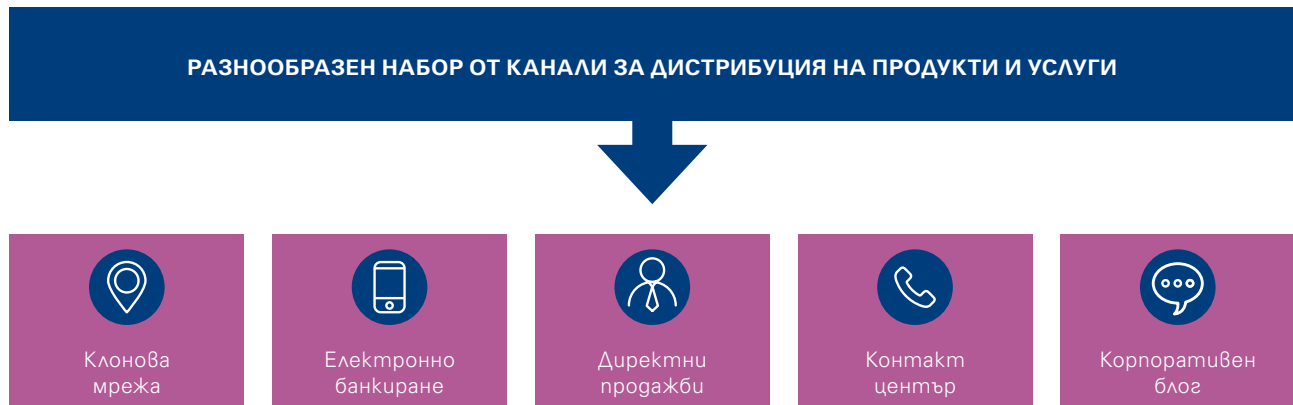 РАЗНООБРАЗЕН НАБОР ОТ КАНАЛИ ЗА ДИСТРИБУЦИЯ НА ПРОДУКТИ И УСЛУГИ
Клонова
мрежа
Електронно
банкиране
Директни
продажби
Контакт
център
Корпоративен
блог